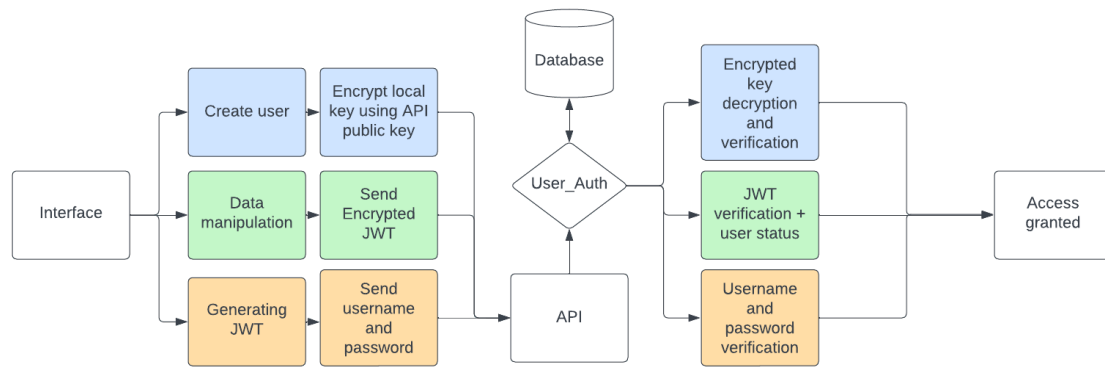 Interface
Create user
Encrypt local
key using API
public key
Data
manipulation
Send
Encrypted
JWT
Generating
JWT
Send
username
and
password
Database
User_Auth
API
Encrypted
key
decryption
and
verification
JWT
verification +
user status
Username
and
password
verification
Access
granted